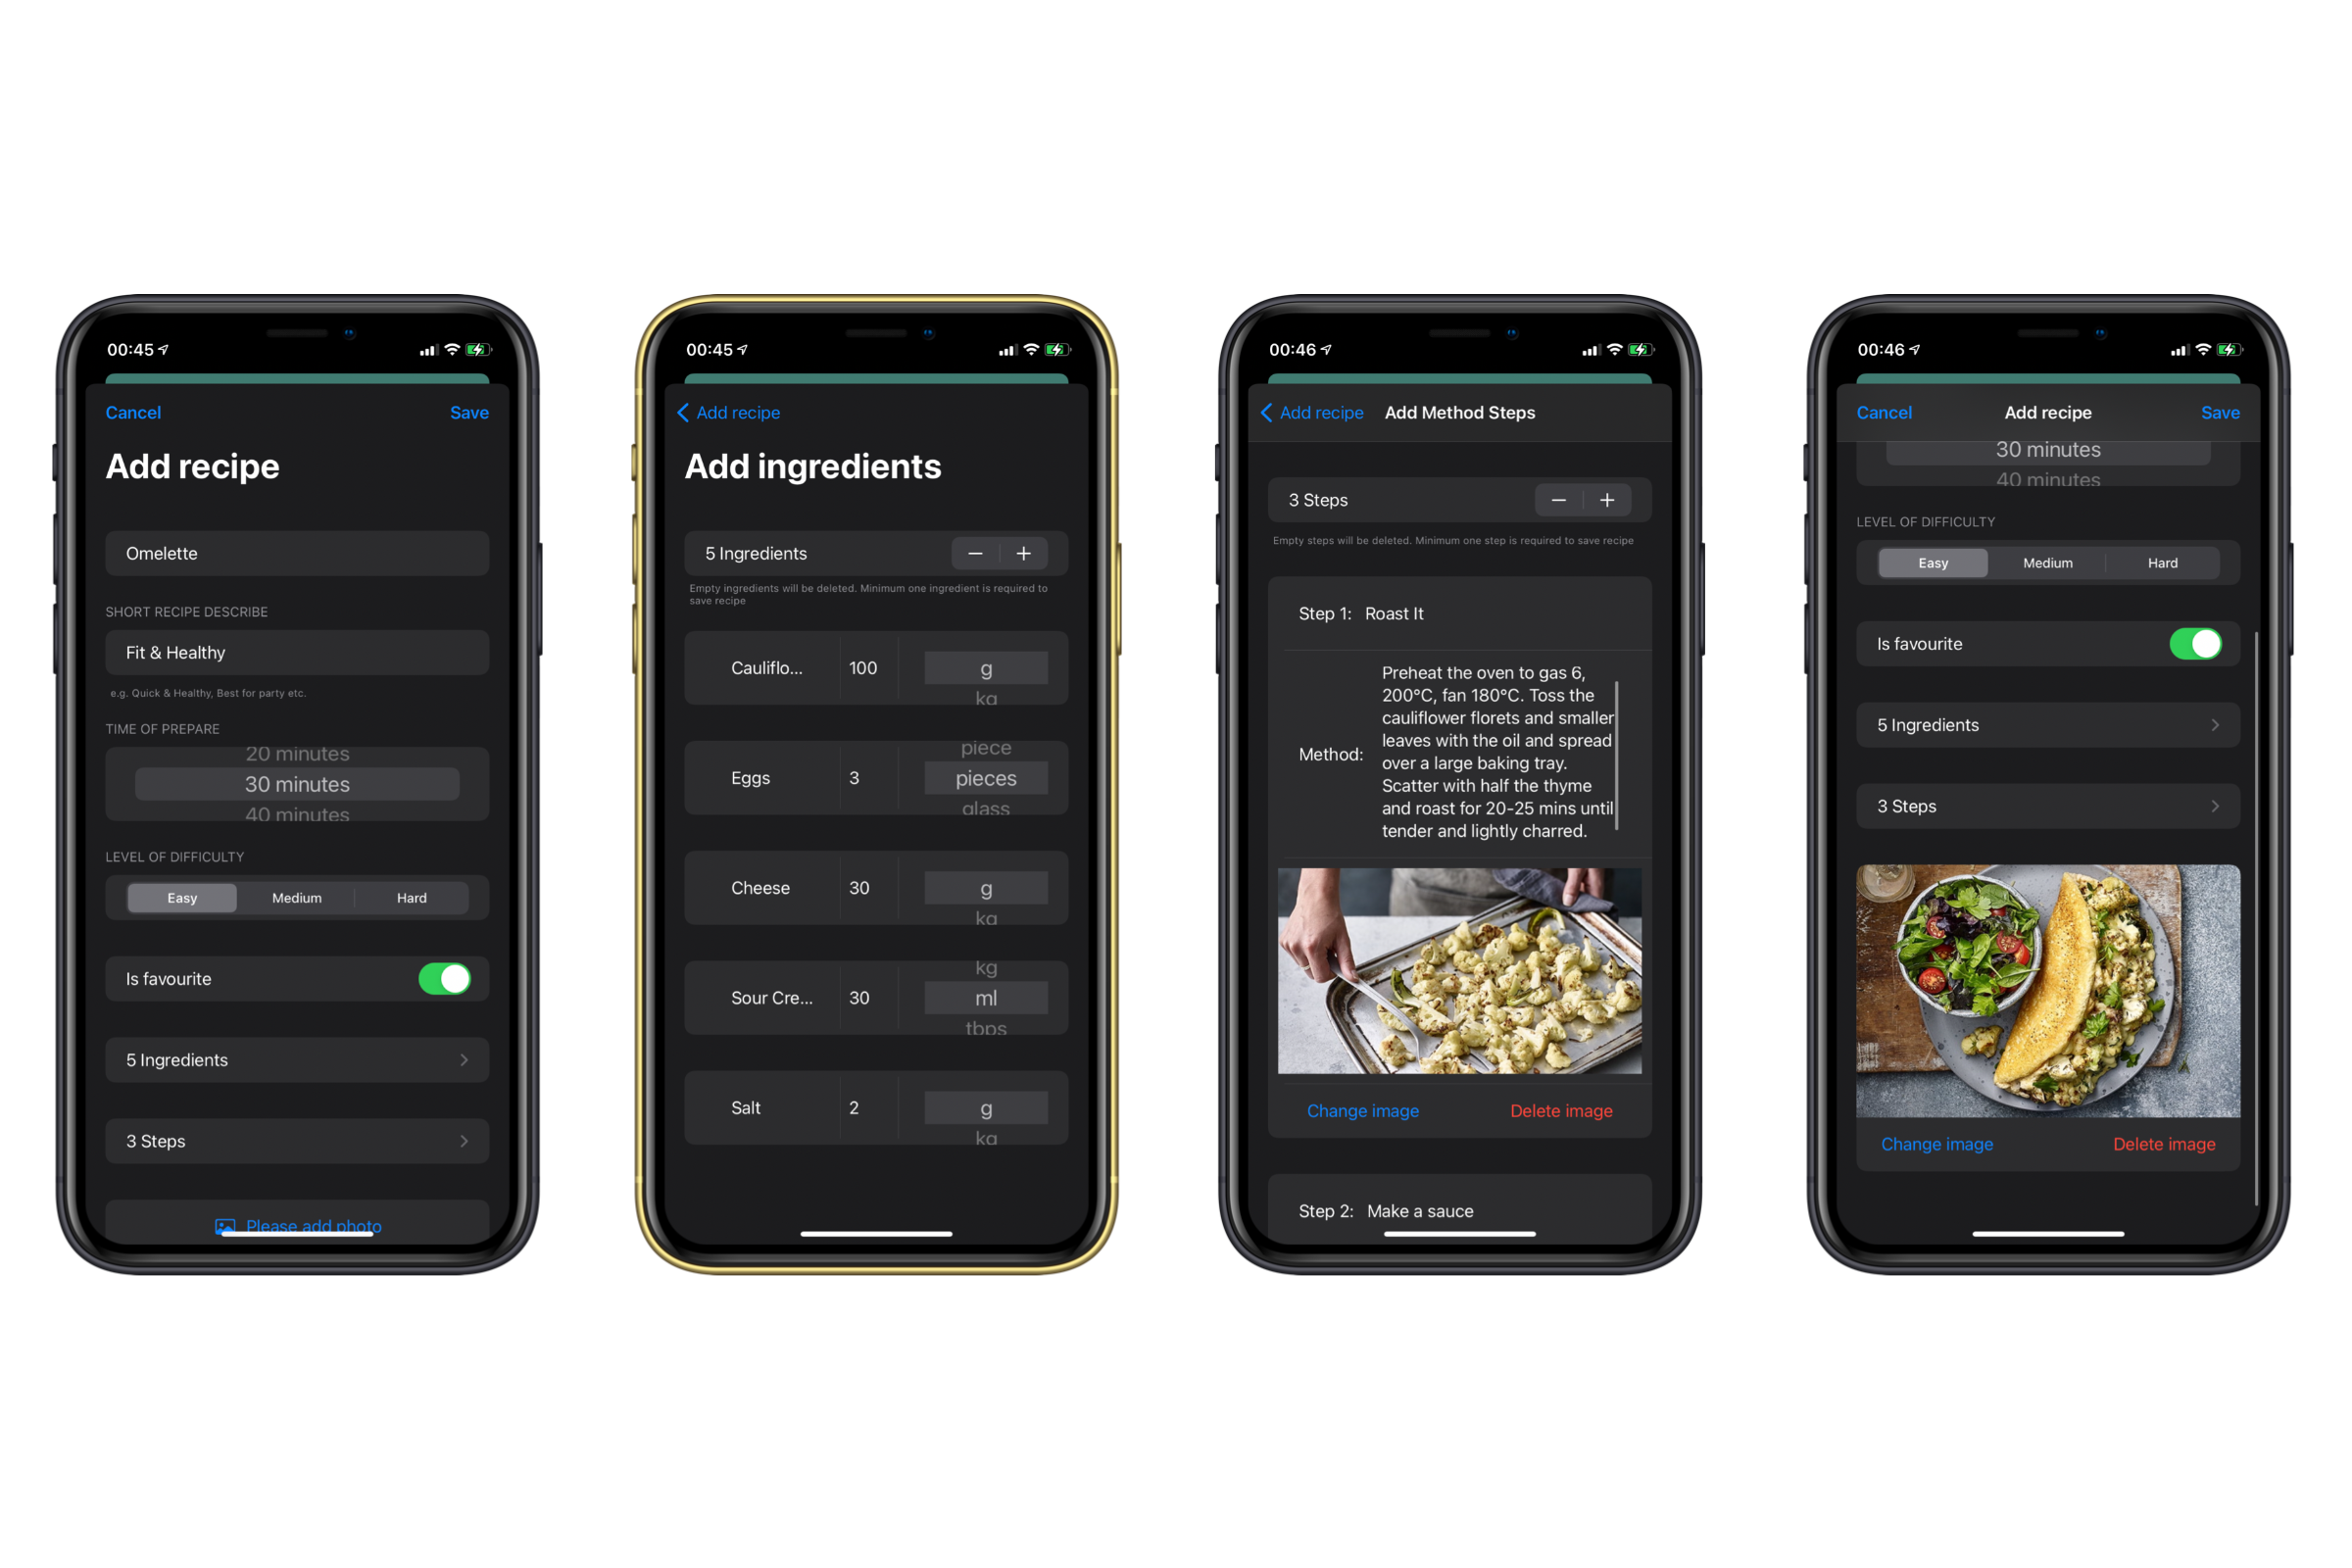 00:45
Cancel
Save
Add recipe
Omelette
SHORT RECIPE DESCRIBE
Fit & Healthy
e.g. Quick & Healthy, Best for party etc.
TIME OF PREPARE
20 minutes
30 minutes
40 minutes
LEVEL OF DIFFICULTY
Easy Medium Hard
Is favourite
5 Ingredients
3 Steps
Please add photo
00:45
Add recipe
Add ingredients
5 Ingredients − +
Empty ingredients will be deleted. Minimum one ingredient is required to
save recipe
Cauliflo... 100 g
kg
piece
Eggs 3 pieces
glass
Cheese 30 g
kg
kg
Sour Cre... 30 ml
tbps
Salt 2 g
kg
00:46
Add recipe Add Method Steps
3 Steps − +
Empty steps will be deleted. Minimum one step is required to save recipe
Step 1: Roast It
Method:
Preheat the oven to gas 6,
200°C, fan 180°C. Toss the
cauliflower florets and smaller
leaves with the oil and spread
over a large baking tray.
Scatter with half the thyme
and roast for 20-25 mins until
tender and lightly charred.
Change image Delete image
Step 2: Make a sauce
00:46
Cancel Add recipe Save
30 minutes
40 minutes
LEVEL OF DIFFICULTY
Easy Medium Hard
Is favourite
5 Ingredients
3 Steps
Change image Delete image